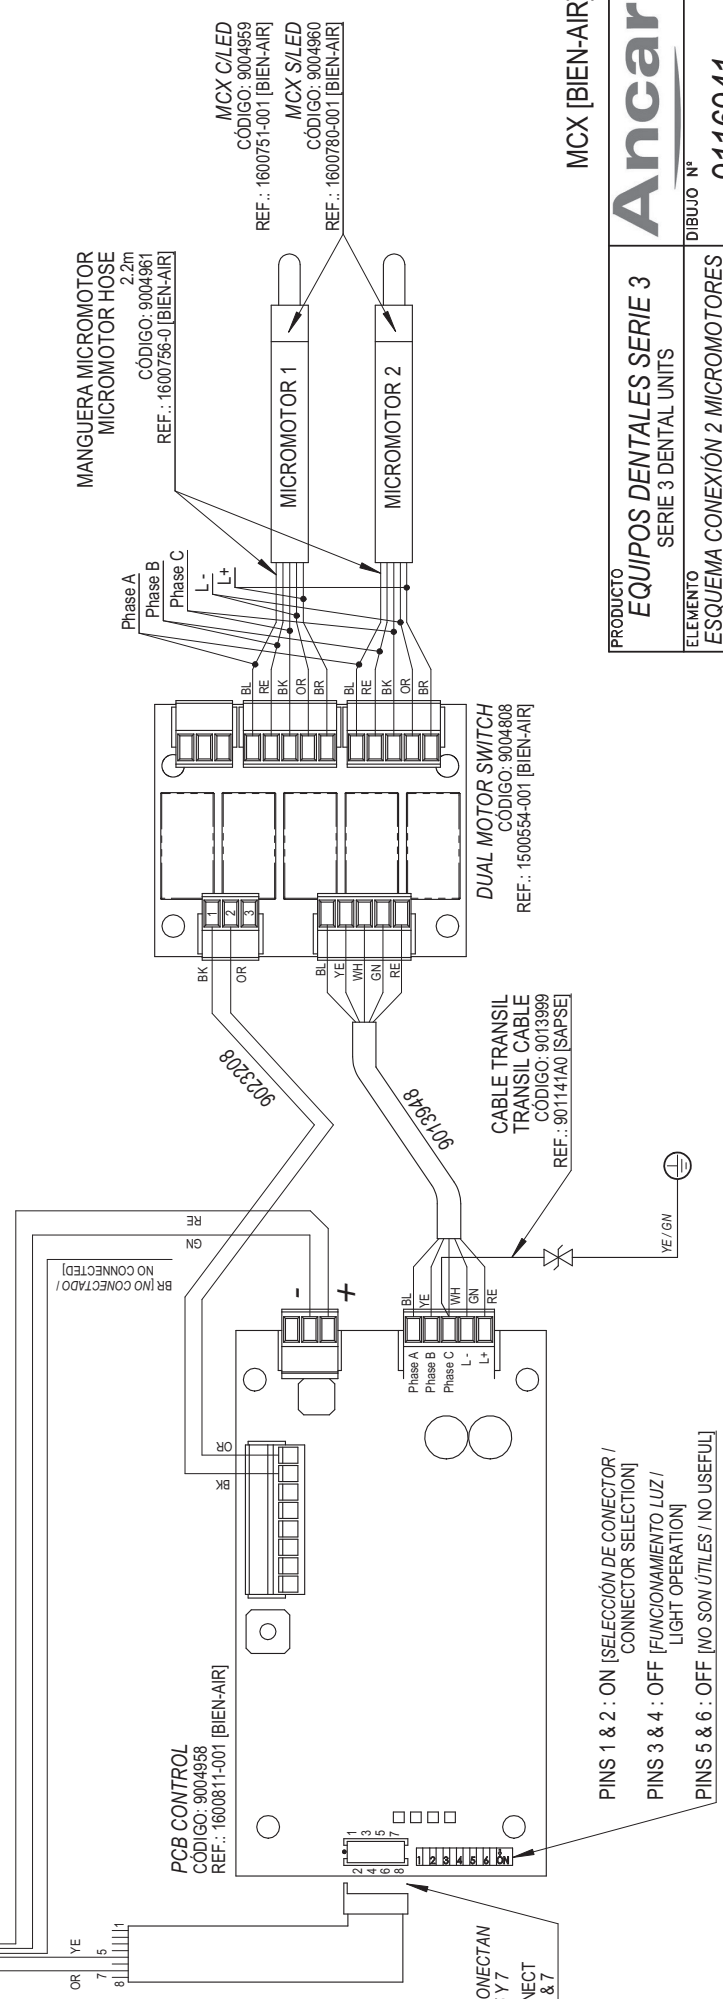 MCX C/LED
CÓDIGO: 9004959
REF.: 1600751-001 [BIEN-AIR]
MCX S/LED
CÓDIGO: 9004960
REF.: 1600780-001 [BIEN-AIR]
MANGUERA MICROMOTOR
MICROMOTOR HOSE
2.2m
CÓDIGO: 9004961
REF.: 1600756-0 [BIEN-AIR]
MICROMOTOR 1
MICROMOTOR 2
Phase A
Phase B
Phase C
L -
L+
BL
RE
BK
OR
BR
BL
RE
BK
OR
BR
DUAL MOTOR SWITCH
CÓDIGO: 9004808
REF.: 1500554-001 [BIEN-AIR]
1
2
3
BK
OR
BL
YE
WH
GN
RE
9023208
9013948
CABLE TRANSIL
TRANSIL CABLE
CÓDIGO: 9013999
REF.: 901141A0 [SAPSE]
YE / GN
RE
GN
BR [NO CONECTADO /
NO CONNECTED]
-
+
BL
YE
WH
GN
RE
Phase A
Phase B
Phase C
L -
L+
OR
BK
PCB CONTROL
CÓDIGO: 9004958
REF.: 1600811-001 [BIEN-AIR]
1
3
5
7
2
4
6
8
1 2 3 4 5 6 ON
PINS 1 & 2 : ON [SELECCIÓN DE CONECTOR /
CONNECTOR SELECTION]
PINS 3 & 4 : OFF [FUNCIONAMIENTO LUZ /
LIGHT OPERATION]
PINS 5 & 6 : OFF [NO SON ÚTILES / NO USEFUL]
OR
YE
8
7
5
1
ONECTAN
Y 7
NECT
& 7
MCX [BIEN-AIR]
Ancar
PRODUCTO
EQUIPOS DENTALES SERIE 3
SERIE 3 DENTAL UNITS
DIBUJO Nº
ELEMENTO
ESQUEMA CONEXIÓN 2 MICROMOTORES